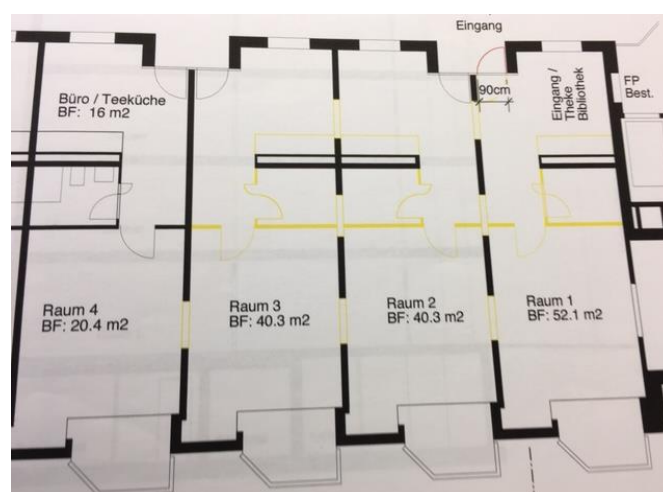 Eingang
90cm
Eingang /
Theke
Bibliothek
FP
Best.
Büro / Teeküche
BF: 16 m2
Raum 4
BF: 20.4 m2
Raum 3
BF: 40.3 m2
Raum 2
BF: 40.3 m2
Raum 1
BF: 52.1 m2